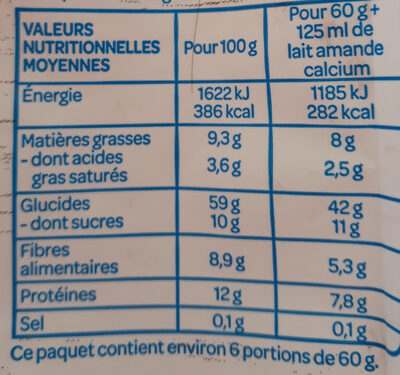 VALEURS NUTRITIONNELLES MOYENNES Pour 100 g Pour 60 g + 125 ml de lait amande calcium
Énergie 1622 kJ 386 kcal 1185 kJ 282 kcal
Matières grasses 9,3 g 8 g
- dont acides gras saturés 3,6 g 2,5 g
Glucides 59 g 42 g
- dont sucres 10 g 11 g
Fibres alimentaires 8,9 g 5,3 g
Protéines 12 g 7,8 g
Sel 0,1 g 0,1 g
Ce paquet contient environ 6 portions de 60 g.